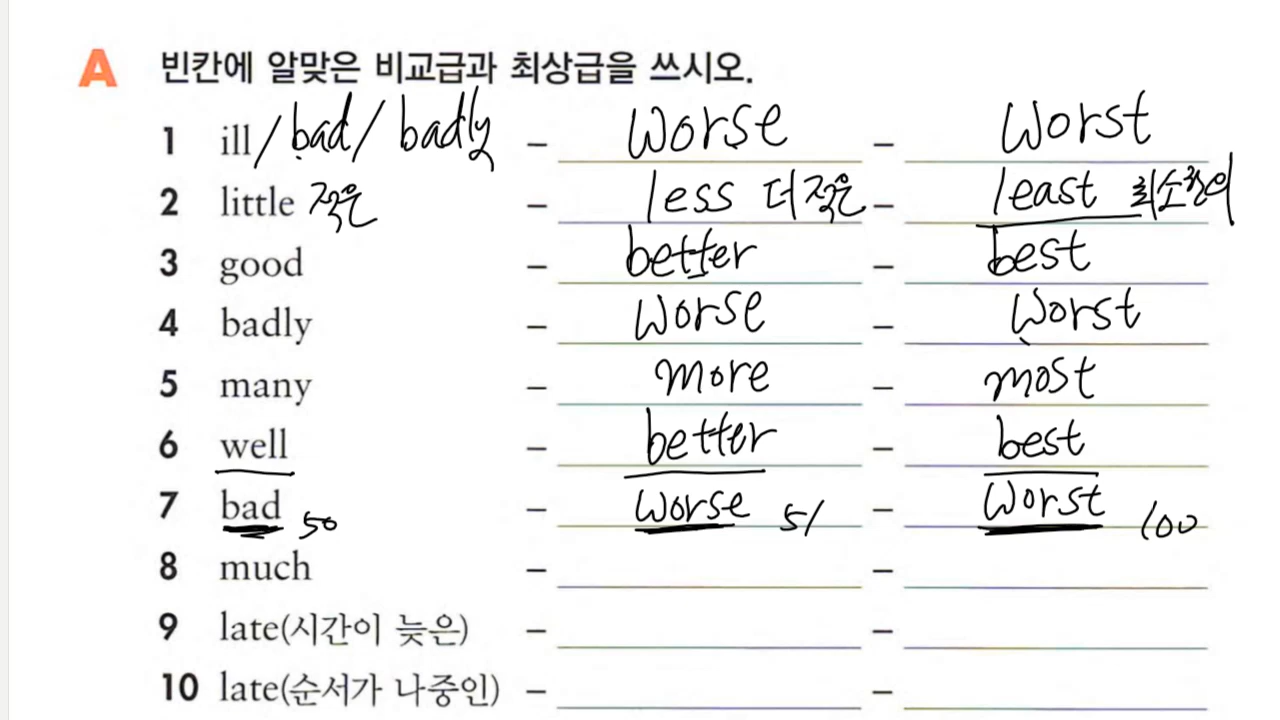 A 빈칸에 알맞은 비교급과 최상급을 쓰시오.
1 ill / bad / badly – worse – worst
2 little 적은 – less 더 적은 – least 최소한의
3 good – better – best
4 badly – worse – worst
5 many – more – most
6 well – better – best
7 bad 50 – worse 51 – worst 100
8 much – –
9 late(시간이 늦은) – –
10 late(순서가 나중인) – –